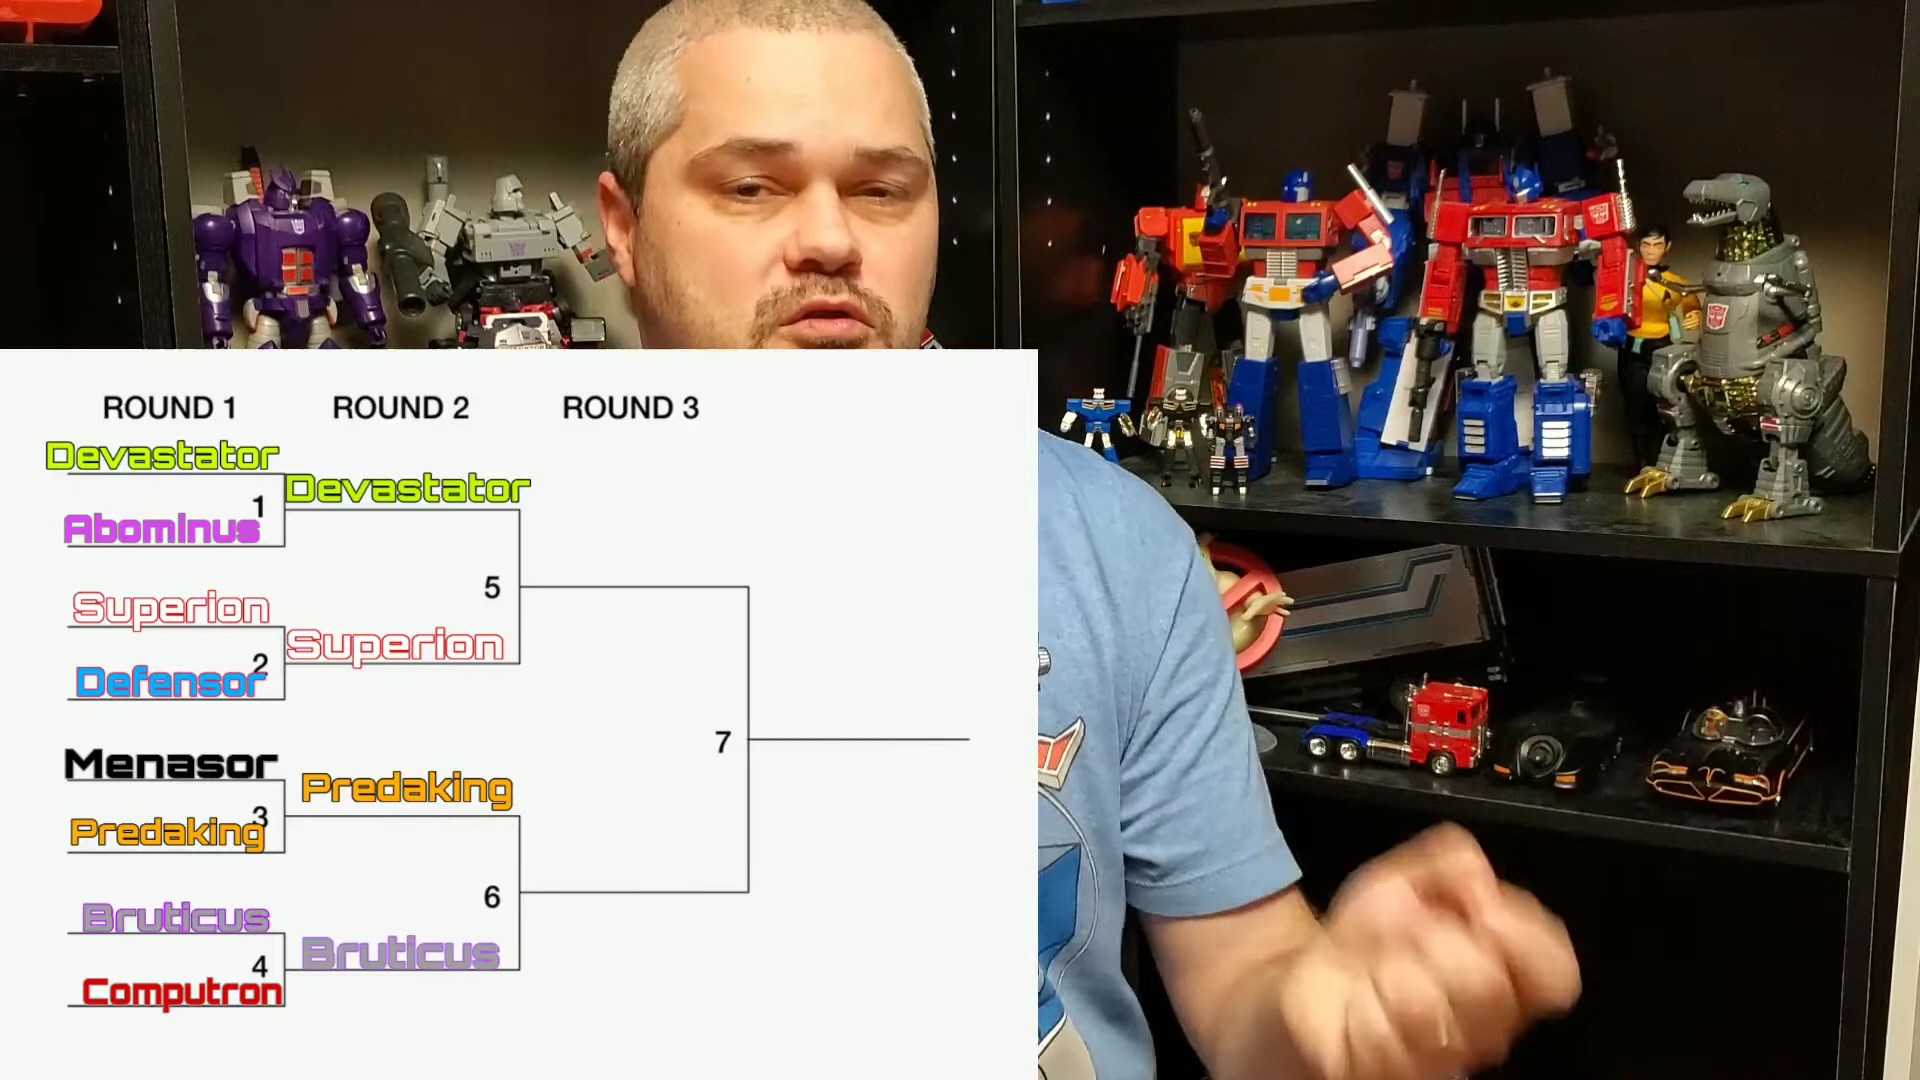 ROUND 1 ROUND 2 ROUND 3
Devastator
1
Devastator
Abominus
5
Superion
2
Superion
Defensor
7
Menasor
3
Predaking
Predaking
6
Bruticus
4
Bruticus
Computron